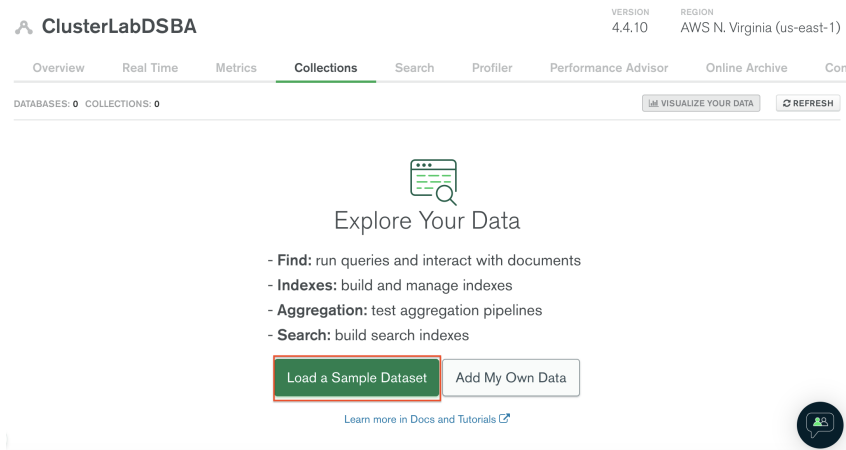 ClusterLabDSBA
VERSION
4.4.10
REGION
AWS N. Virginia (us-east-1)
Overview Real Time Metrics Collections Search Profiler Performance Advisor Online Archive
DATABASES: 0 COLLECTIONS: 0
VISUALIZE YOUR DATA
REFRESH
Explore Your Data
- Find: run queries and interact with documents
- Indexes: build and manage indexes
- Aggregation: test aggregation pipelines
- Search: build search indexes
Load a Sample Dataset
Add My Own Data
Learn more in Docs and Tutorials